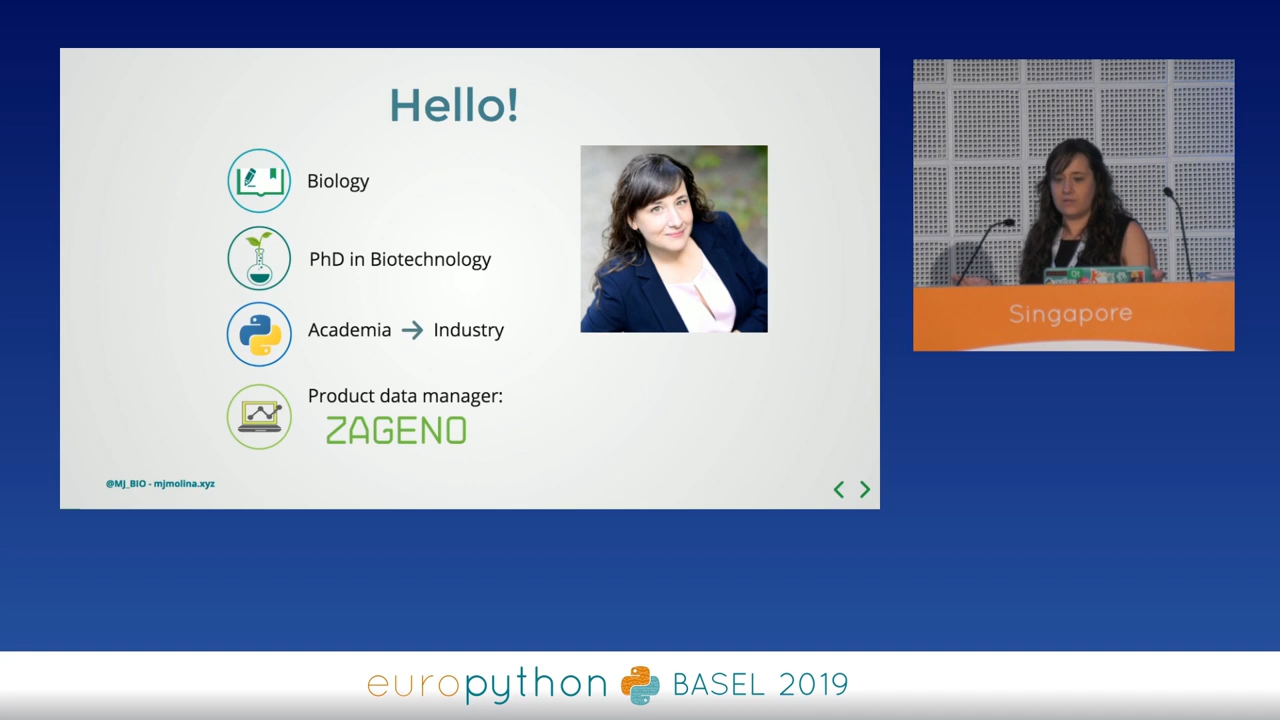 Hello!
Biology
PhD in Biotechnology
Academia → Industry
Product data manager:
ZAGENO
@MJ_BIO - mjmolina.xyz
Singapore
europython BASEL 2019